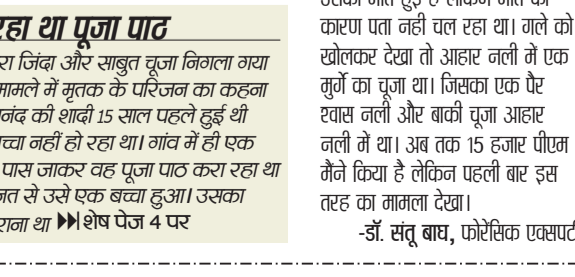 रहा था पूजा पाठ
जिंदा और साबुत चूजा निगला गया
मामले में मृतक के परिजन का कहना
की शादी 15 साल पहले हुई थी
नहीं हो रहा था। गांव में ही एक
पास जाकर वह पूजा पाठ करा रहा था
से उसे एक बच्चा हुआ। उसका
था ▶▶|शेष पेज 4 पर
कारण पता नही चल रहा था। गले को
खोलकर देखा तो आहार नली में एक
मुर्गे का चूजा था। जिसका एक पैर
श्वास नली और बाकी चूजा आहार
नली में था। अब तक 15 हजार पीएम
मैंने किया है लेकिन पहली बार इस
तरह का मामला देखा।
-डॉ. संतू बाघ, फोरेंसिक एक्सपर्ट